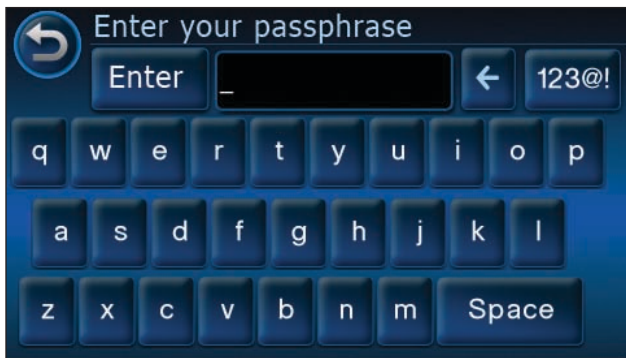 Enter your passphrase
Enter _ ← 123@!
q w e r t y u i o p
a s d f g h j k l
z x c v b n m Space